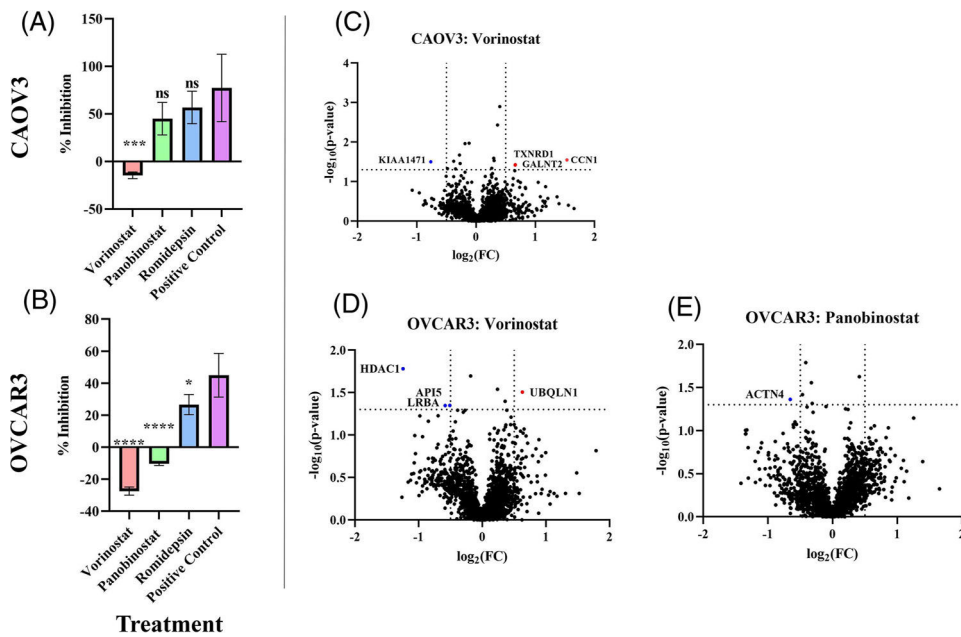 (A)
CAOV3
% Inhibition
150
100
50
0
-50
***
ns
ns
Vorinostat
Panobinostat
Romidepsin
Positive Control
(B)
OVCAR3
% Inhibition
80
60
40
20
0
-20
-40
****
****
*
Vorinostat
Panobinostat
Romidepsin
Positive Control
Treatment
(C)
CAOV3: Vorinostat
-log10(p-value)
4
3
2
1
0
KIAA1471
TXNRD1
GALNT2
CCN1
-2 -1 0 1 2
log2(FC)
(D)
OVCAR3: Vorinostat
-log10(p-value)
2.0
1.5
1.0
0.5
0.0
HDAC1
API5
LRBA
UBQLN1
-2 -1 0 1 2
log2(FC)
(E)
OVCAR3: Panobinostat
-log10(p-value)
2.0
1.5
1.0
0.5
0.0
ACTN4
-2 -1 0 1 2
log2(FC)